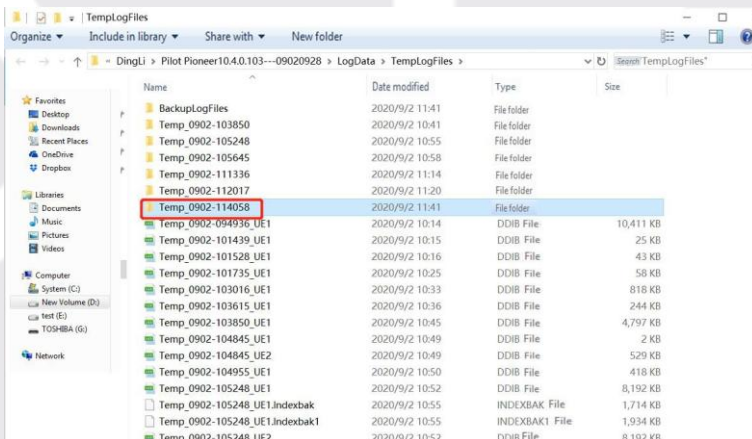 TempLogFiles
Organize Include in library Share with New folder
« DingLi > Pilot Pioneer10.4.0.103---09020928 > LogData > TempLogFiles > Search TempLogFiles"
Name Date modified Type Size
Favorites
Desktop
Downloads
Recent Places
OneDrive
Dropbox
Libraries
Documents
Music
Pictures
Videos
Computer
System (C:)
New Volume (D:)
test (E:)
TOSHIBA (G:)
Network
BackupLogFiles 2020/9/2 11:41 File folder
Temp_0902-103850 2020/9/2 10:41 File folder
Temp_0902-105248 2020/9/2 10:55 File folder
Temp_0902-105645 2020/9/2 10:58 File folder
Temp_0902-111336 2020/9/2 11:14 File folder
Temp_0902-112017 2020/9/2 11:20 File folder
Temp_0902-114058 2020/9/2 11:41 File folder
Temp_0902-094936_UE1 2020/9/2 10:14 DDIB File 10,411 KB
Temp_0902-101439_UE1 2020/9/2 10:15 DDIB File 25 KB
Temp_0902-101528_UE1 2020/9/2 10:16 DDIB File 43 KB
Temp_0902-101735_UE1 2020/9/2 10:25 DDIB File 58 KB
Temp_0902-103016_UE1 2020/9/2 10:33 DDIB File 818 KB
Temp_0902-103615_UE1 2020/9/2 10:36 DDIB File 244 KB
Temp_0902-103850_UE1 2020/9/2 10:45 DDIB File 4,797 KB
Temp_0902-104845_UE1 2020/9/2 10:49 DDIB File 2 KB
Temp_0902-104845_UE2 2020/9/2 10:49 DDIB File 529 KB
Temp_0902-104955_UE1 2020/9/2 10:50 DDIB File 418 KB
Temp_0902-105248_UE1 2020/9/2 10:55 DDIB File 8,192 KB
Temp_0902-105248_UE1.Indexbak 2020/9/2 10:55 INDEXBAK File 1,714 KB
Temp_0902-105248_UE1.Indexbak1 2020/9/2 10:55 INDEXBAK1 File 1,934 KB
Temp_0902-105248_UE2 2020/9/2 10:52 DDIB File 8,192 KB